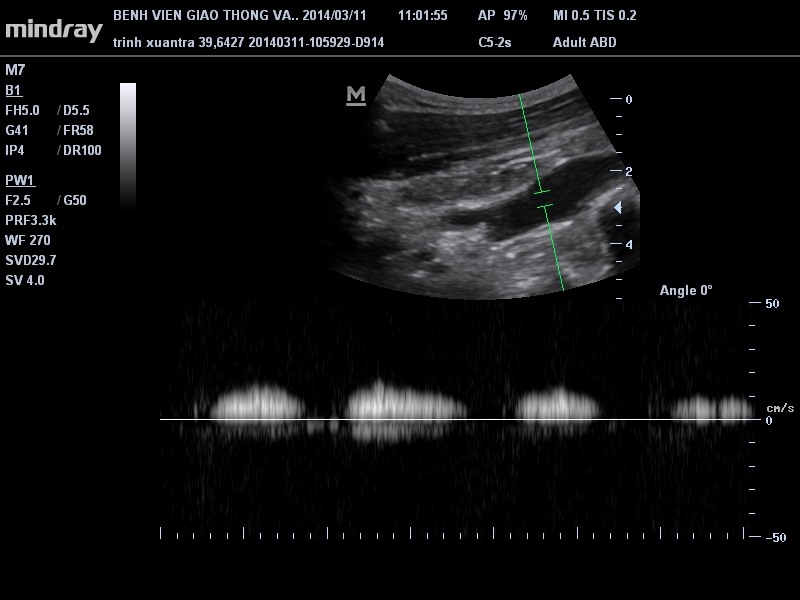 mindray BENH VIEN GIAO THONG VA.. 2014/03/11 11:01:55 AP 97% MI 0.5 TIS 0.2
trinh xuantra 39,6427 20140311-105929-D914 C5-2s Adult ABD
M7
B1
FH5.0 / D5.5
G41 / FR58
IP4 / DR100
PW1
F2.5 / G50
PRF3.3k
WF 270
SVD29.7
SV 4.0
M
0
2
4
Angle 0°
50
cm/s
0
-50